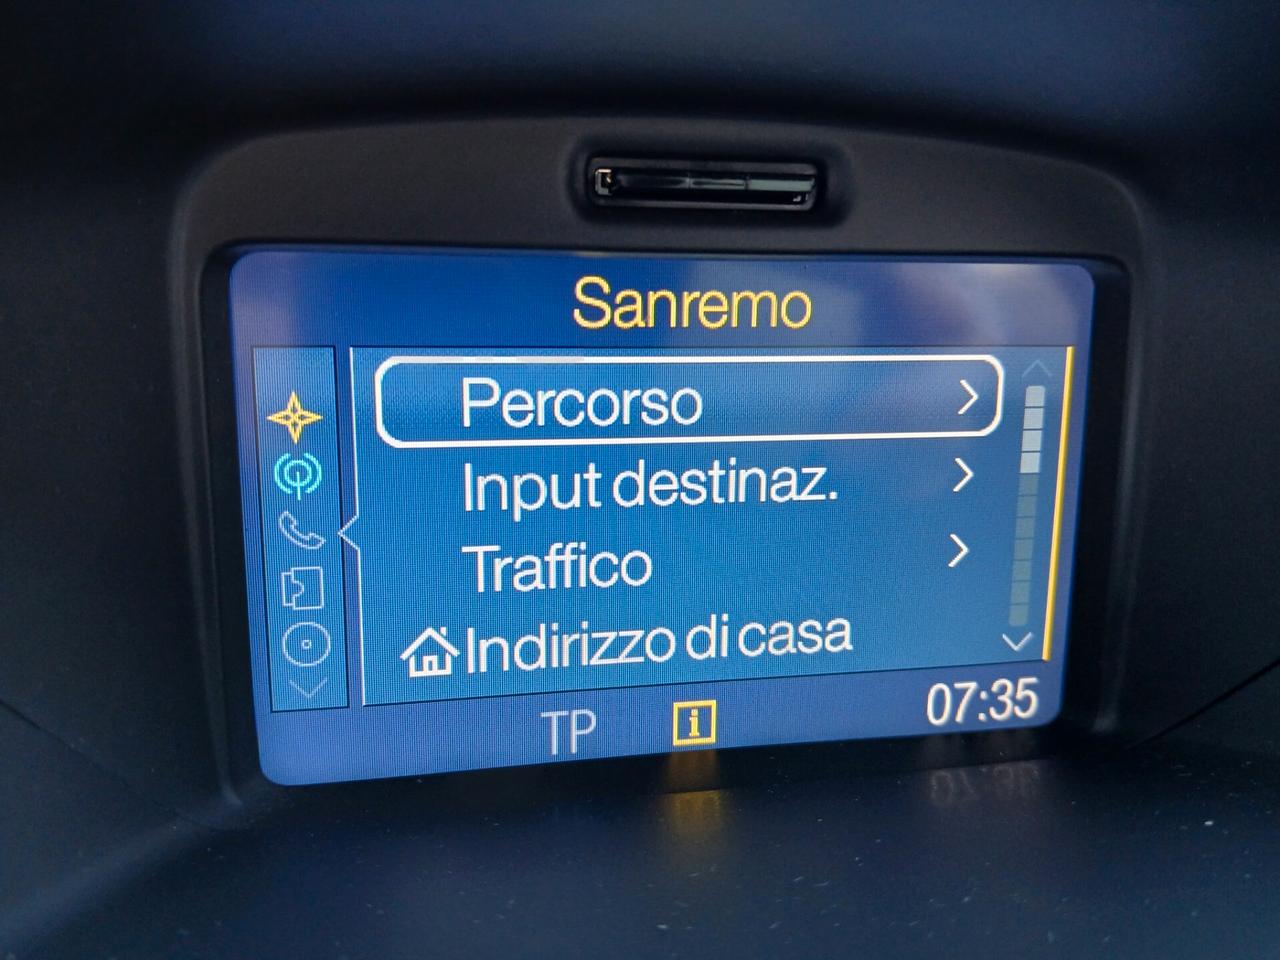 Sanremo
Percorso
Input destinaz.
Traffico
Indirizzo di casa
TP
i
07:35